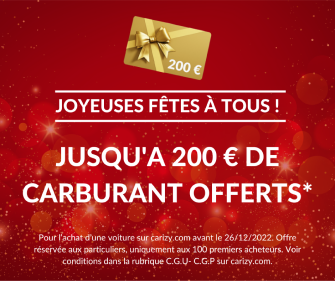 200 €
JOYEUSES FÊTES À TOUS !
JUSQU'A 200 € DE
CARBURANT OFFERTS*
Pour l'achat d'une voiture sur carizy.com avant le 26/12/2022. Offre
réservée aux particuliers, uniquement aux 100 premiers acheteurs. Voir
conditions dans la rubrique C.G.U- C.G.P sur carizy.com.